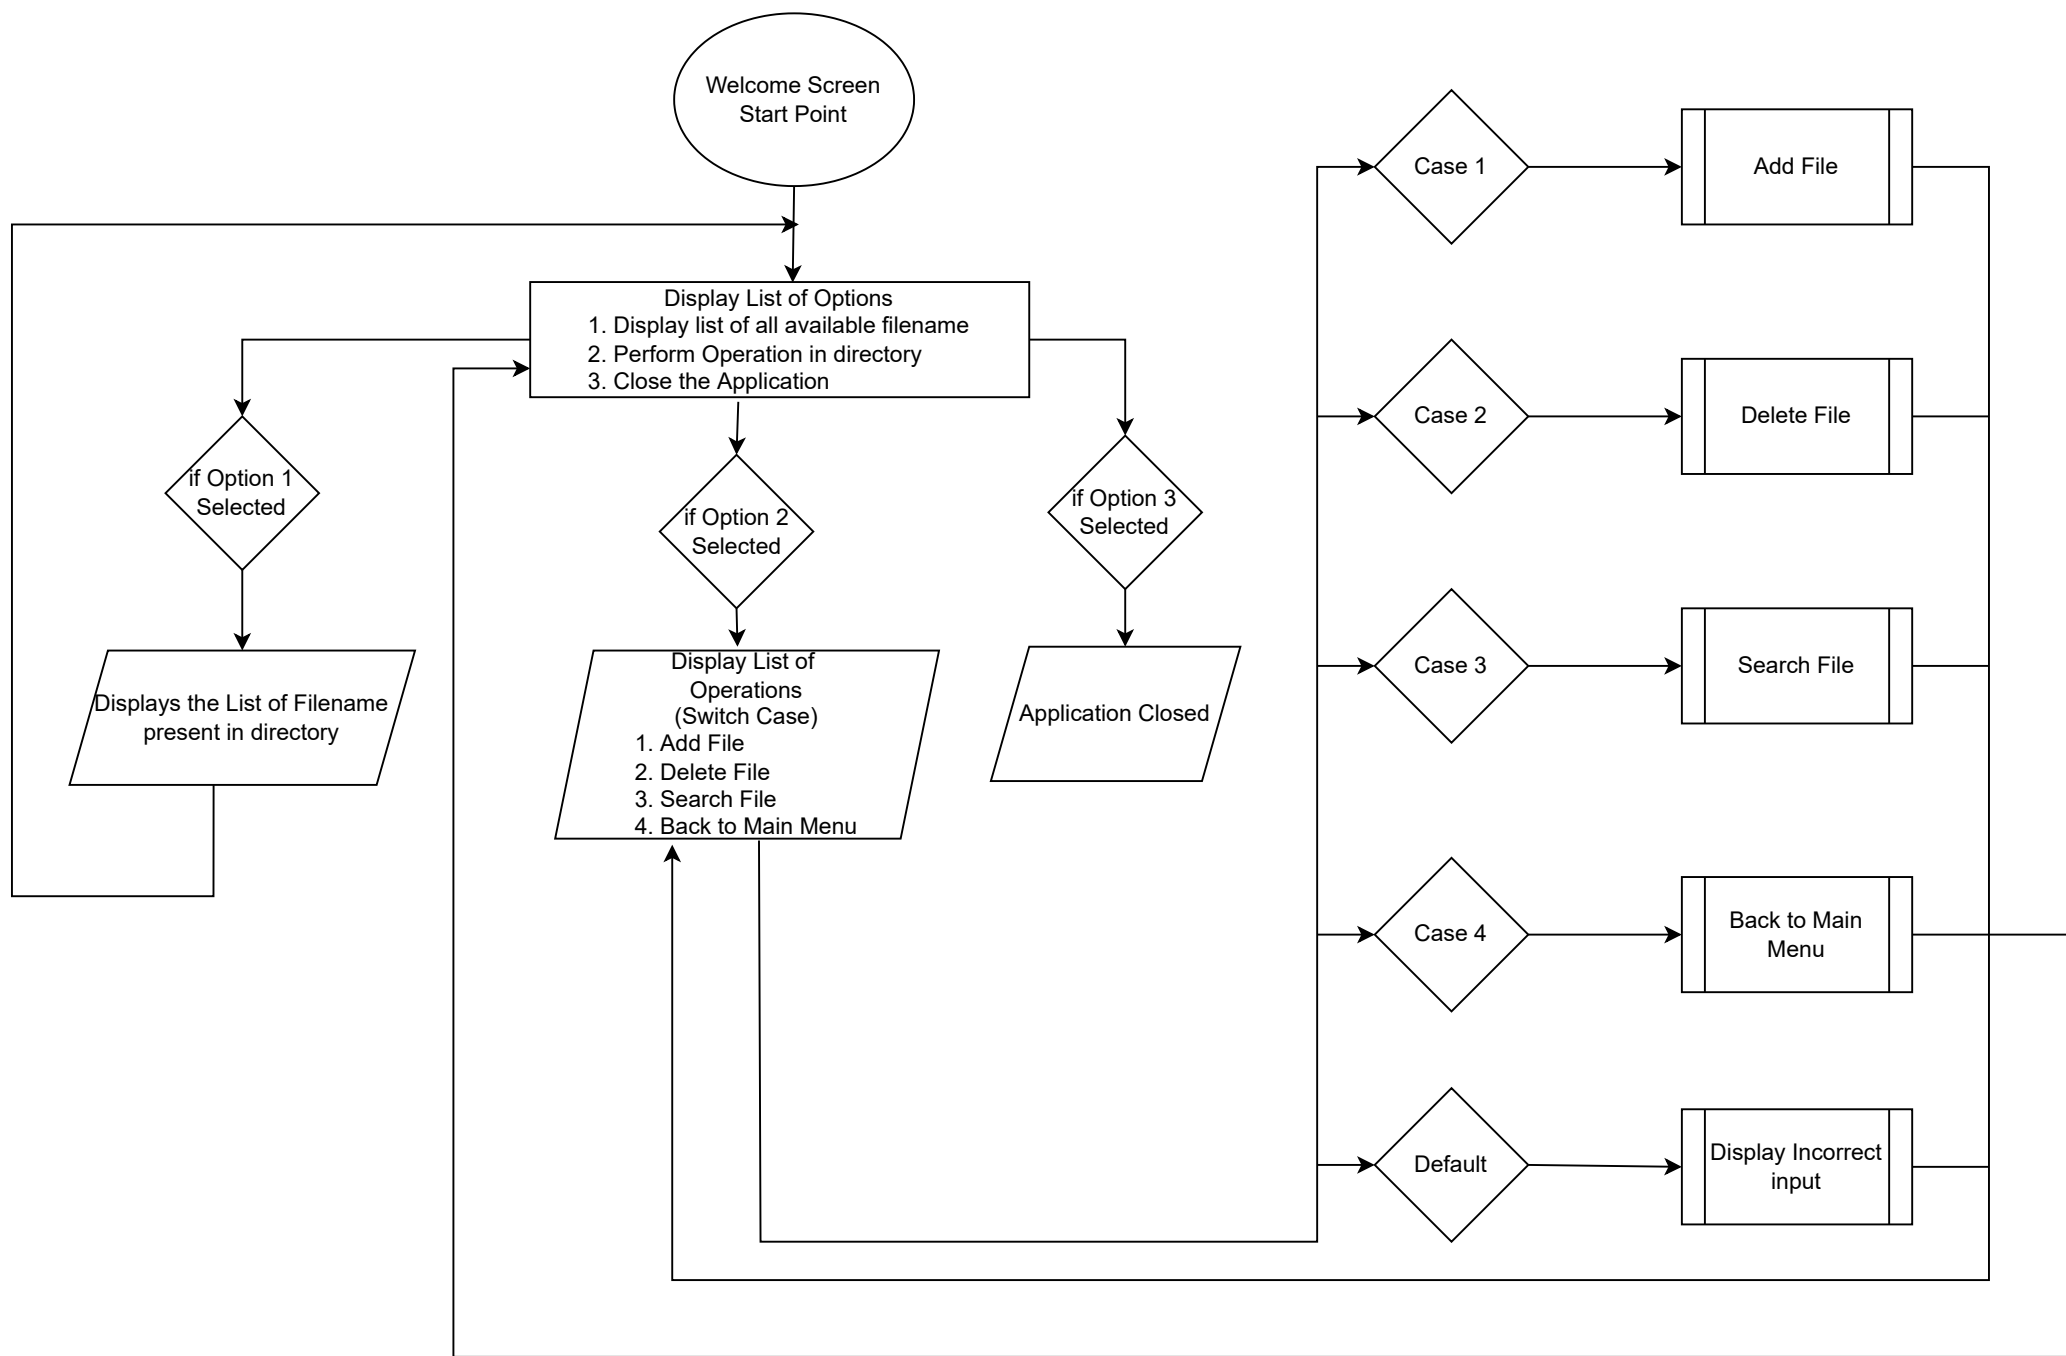 Welcome Screen
Start Point
Display List of Options
1. Display list of all available filename
2. Perform Operation in directory
3. Close the Application
if Option 1
Selected
if Option 2
Selected
if Option 3
Selected
Displays the List of Filename
present in directory
Display List of
Operations
(Switch Case)
1. Add File
2. Delete File
3. Search File
4. Back to Main Menu
Application Closed
Case 1
Add File
Case 2
Delete File
Case 3
Search File
Case 4
Back to Main
Menu
Default
Display Incorrect
input